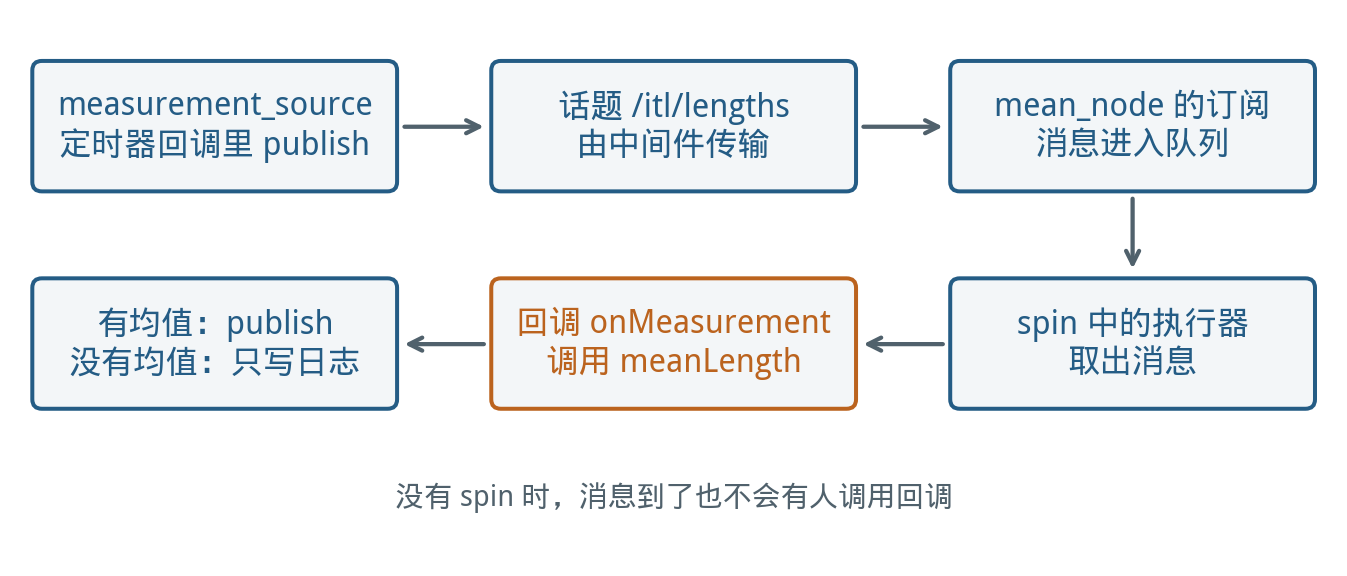 measurement_source
定时器回调里 publish
话题 /itl/lengths
由中间件传输
mean_node 的订阅
消息进入队列
spin 中的执行器
取出消息
回调 onMeasurement
调用 meanLength
有均值：publish
没有均值：只写日志
没有 spin 时，消息到了也不会有人调用回调